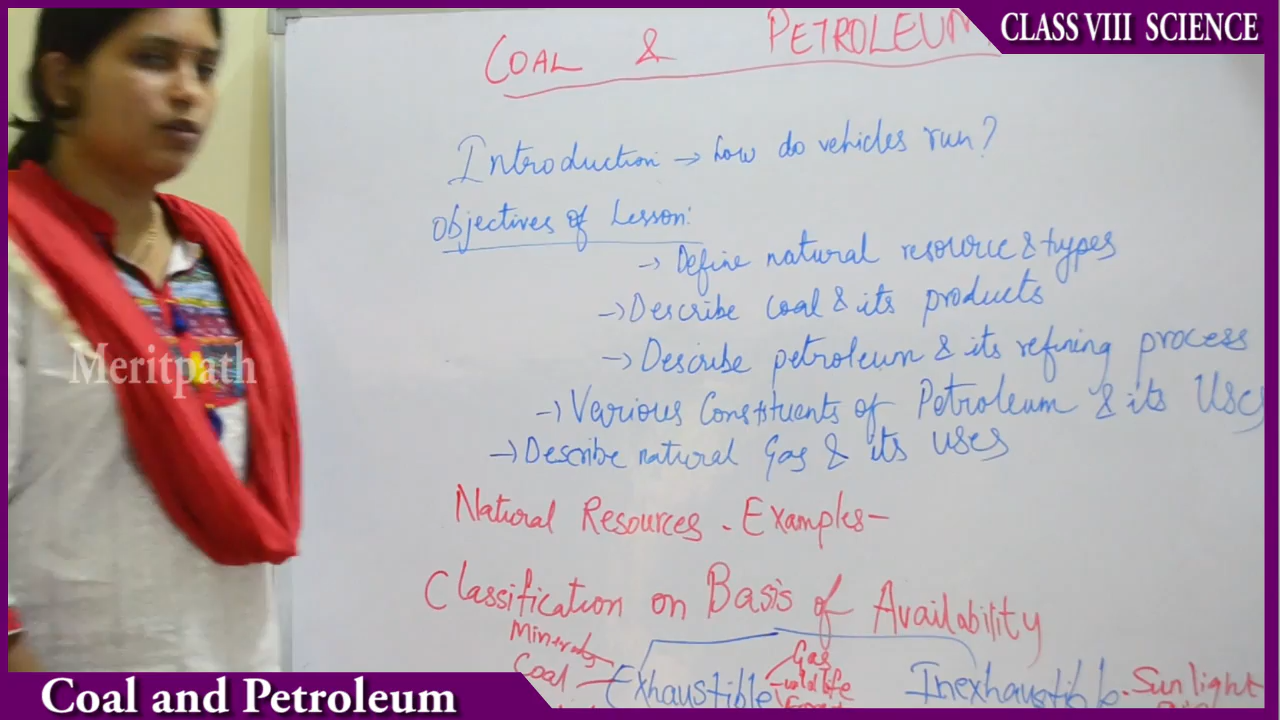 CLASS VIII SCIENCE
COAL & PETROLEUM
Introduction → how do vehicles run?
Objectives of Lesson:
→ Define natural resource & types
→ Describe coal & its products
→ Describe petroleum & its refining process
→ Various Constituents of Petroleum & its Uses
→ Describe natural Gas & its uses
Natural Resources - Examples -
Classification on Basis of Availability
Minerals
Coal
Exhaustible
Gas
wild life
Inexhaustible - Sunlight
Meritpath
Coal and Petroleum